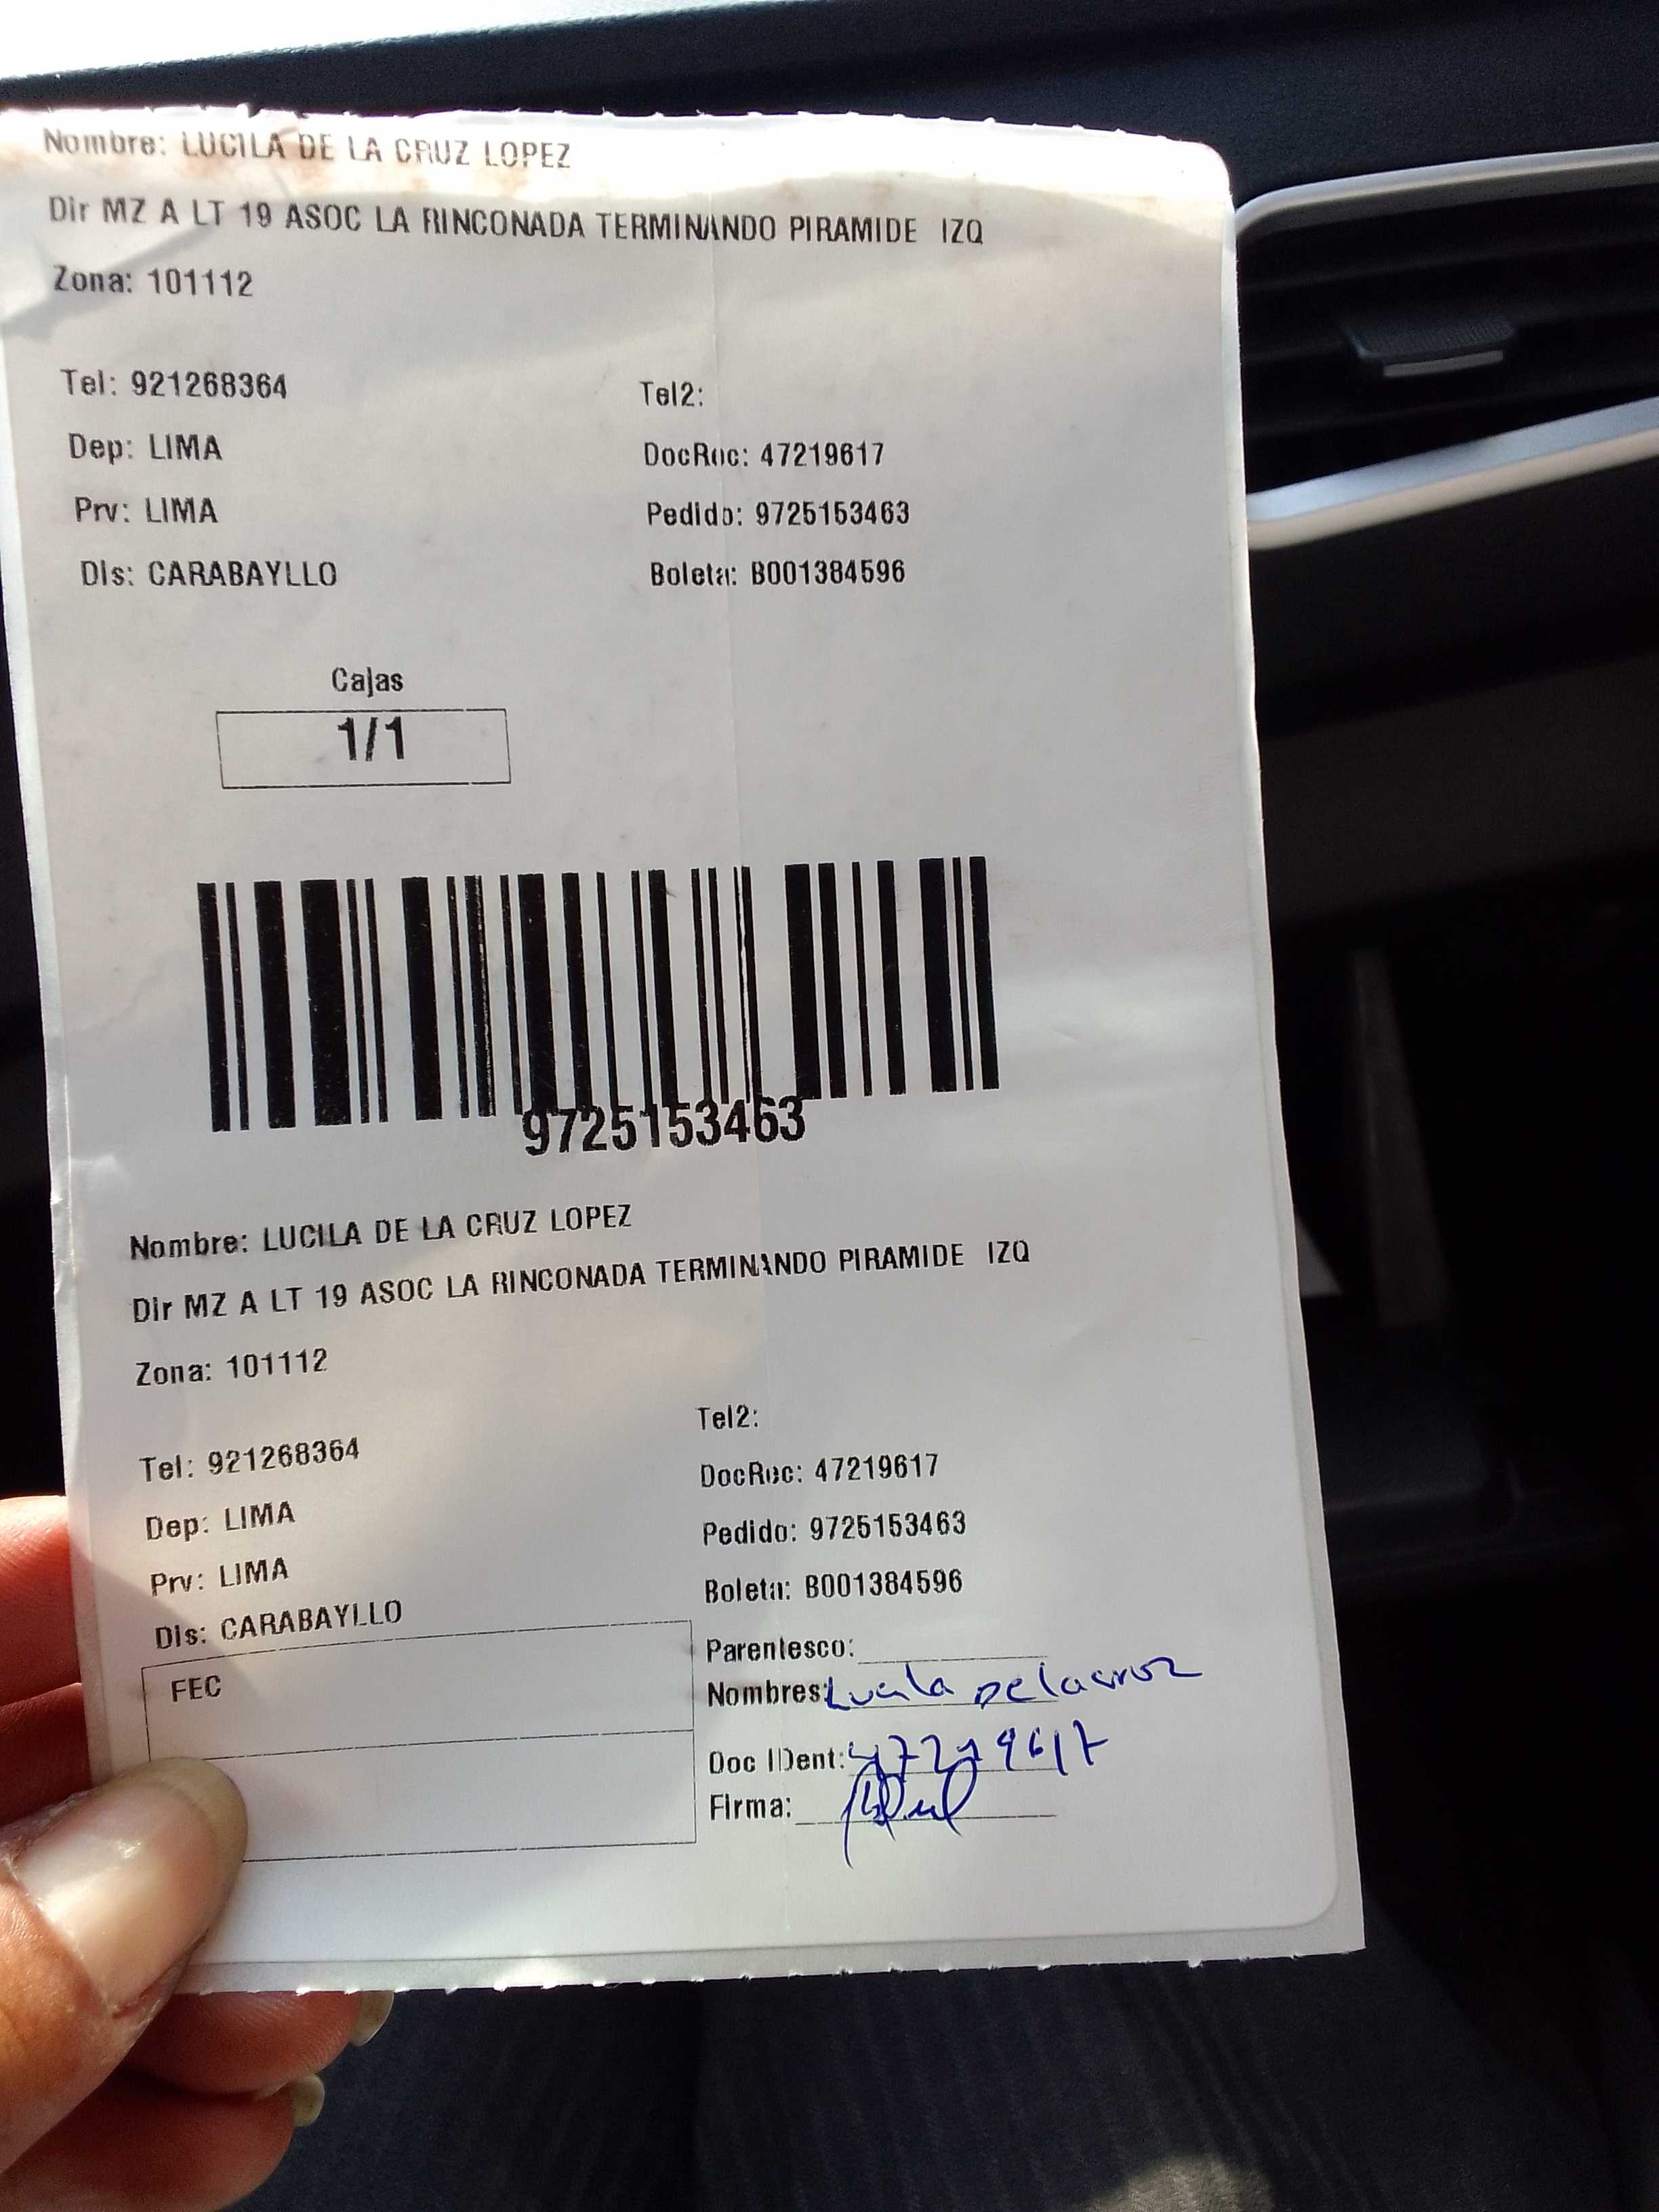 Nombre: LUCILA DE LA CRUZ LOPEZ
Dir MZ A LT 19 ASOC LA RINCONADA TERMINANDO PIRAMIDE IZQ
Zona: 101112
Tel: 921268364 Tel2:
Dep: LIMA DocRec: 47219617
Prv: LIMA Pedido: 9725153463
Dis: CARABAYLLO Boleta: B001384596
Cajas
1/1
9725153463
Nombre: LUCILA DE LA CRUZ LOPEZ
Dir MZ A LT 19 ASOC LA RINCONADA TERMINANDO PIRAMIDE IZQ
Zona: 101112
Tel2:
Tel: 921268364 DocRec: 47219617
Dep: LIMA Pedido: 9725153463
Prv: LIMA Boleta: B001384596
Dis: CARABAYLLO
Parentesco:
FEC Nombres: Lucila Delacruz
Doc IDent: 47219617
Firma: